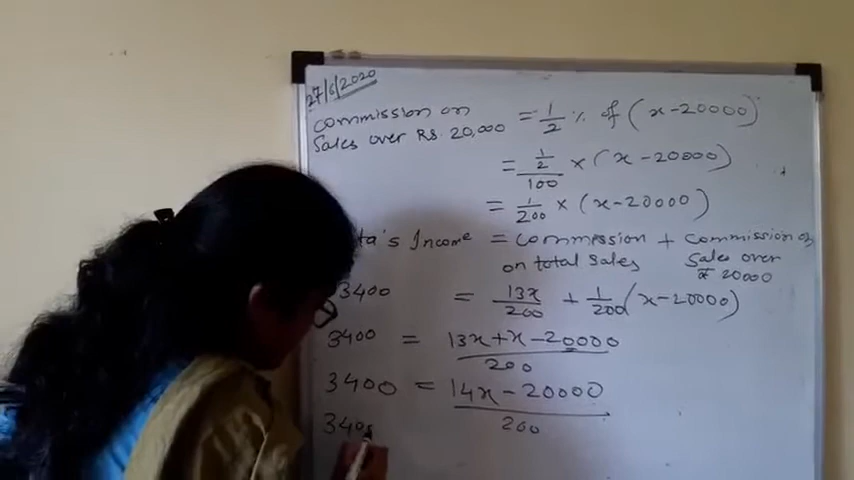 27/6/2020
Commission on = 1/2 % of (x-20000)
Sales over Rs. 20,000
= 1/2/100 × (x-20000)
= 1/200 × (x-20000)
ta's Income = Commission + Commission on
on total Sales Sales over
₹ 20000
3400 = 13x/200 + 1/200 (x-20000)
3400 = 13x+x-20000/200
3400 = 14x-20000/200
340